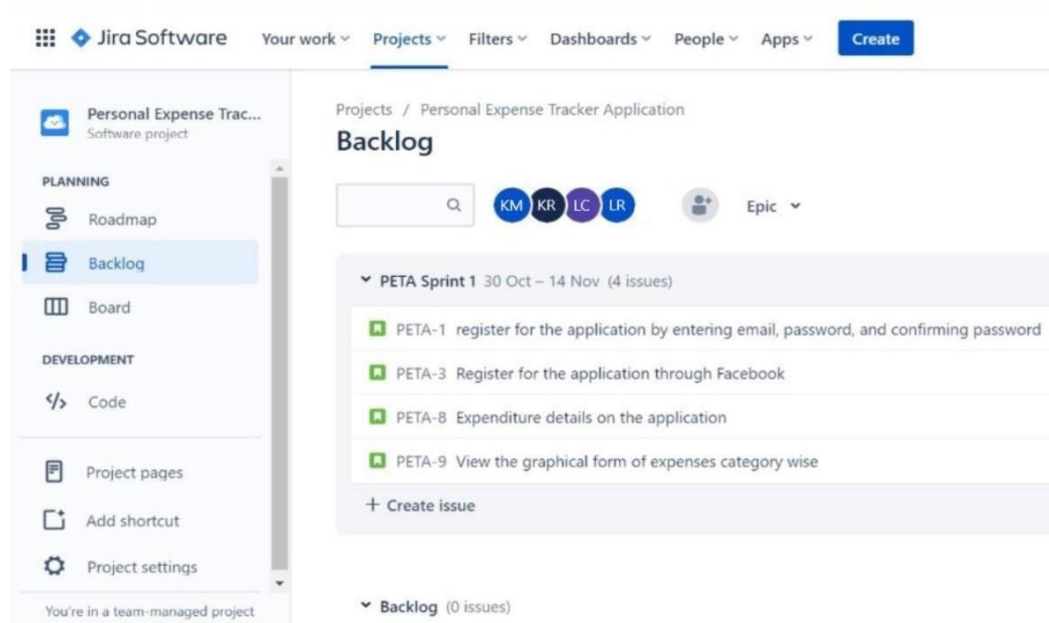 Jira Software Your work Projects Filters Dashboards People Apps Create
Personal Expense Trac...
Software project
PLANNING
Roadmap
Backlog
Board
DEVELOPMENT
</> Code
Project pages
Add shortcut
Project settings
You're in a team-managed project
Projects / Personal Expense Tracker Application
Backlog
KM KR LC LR Epic
PETA Sprint 1 30 Oct – 14 Nov (4 issues)
PETA-1 register for the application by entering email, password, and confirming password
PETA-3 Register for the application through Facebook
PETA-8 Expenditure details on the application
PETA-9 View the graphical form of expenses category wise
+ Create issue
Backlog (0 issues)